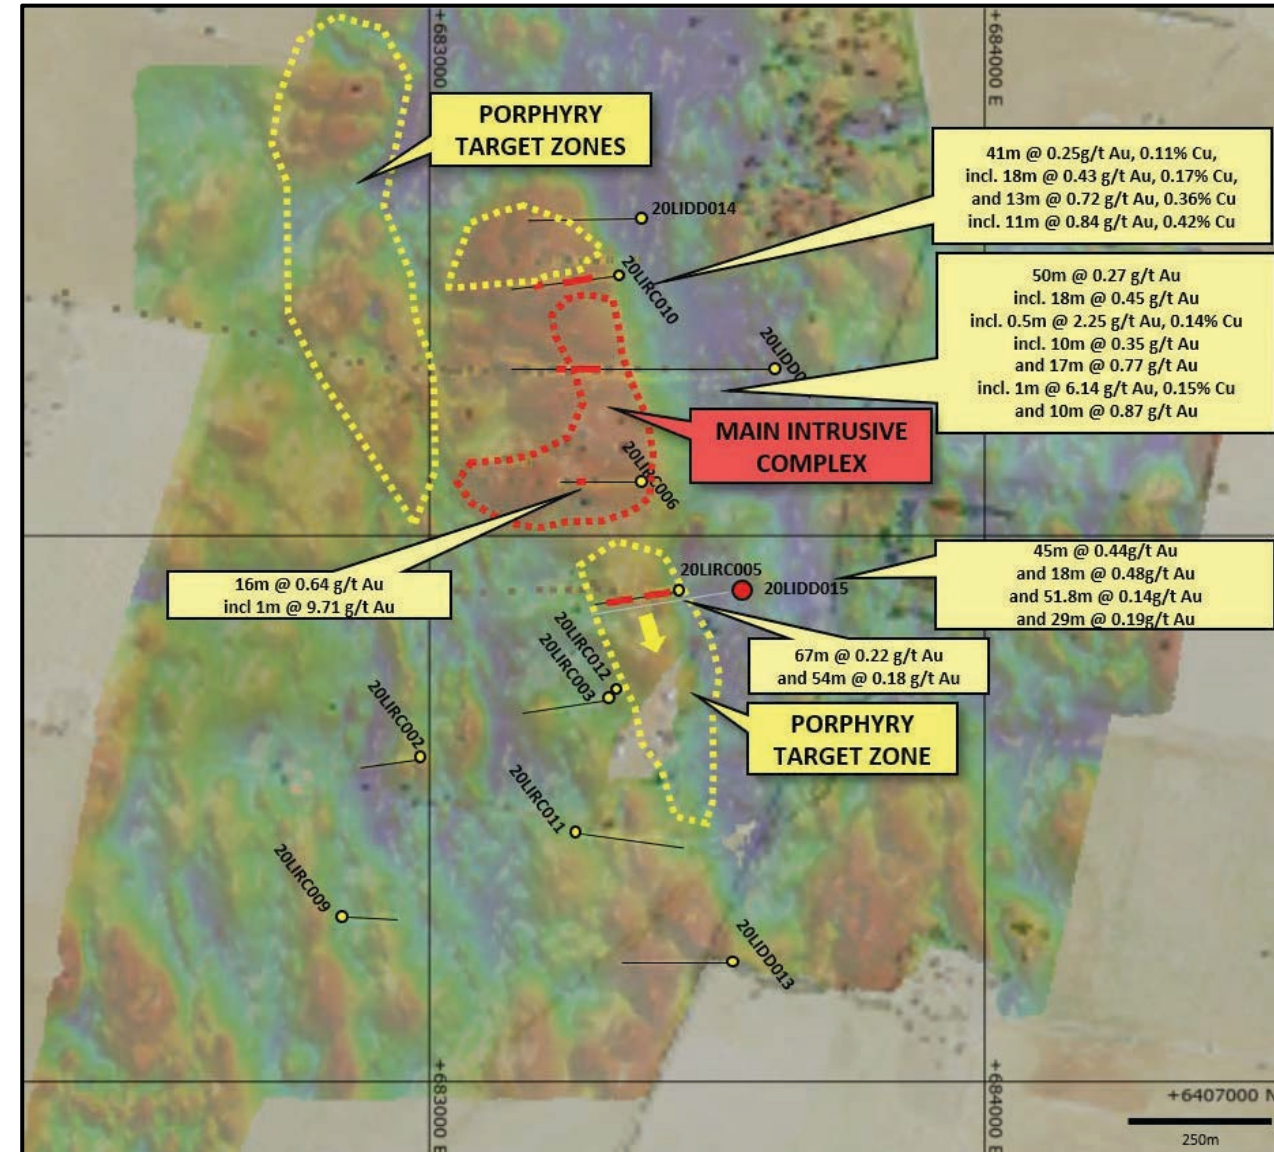 +683000
+684000 E
PORPHYRY
TARGET ZONES
41m @ 0.25g/t Au, 0.11% Cu,
incl. 18m @ 0.43 g/t Au, 0.17% Cu,
and 13m @ 0.72 g/t Au, 0.36% Cu
incl. 11m @ 0.84 g/t Au, 0.42% Cu
20LIDD014
20LIRC010
50m @ 0.27 g/t Au
incl. 18m @ 0.45 g/t Au
incl. 0.5m @ 2.25 g/t Au, 0.14% Cu
incl. 10m @ 0.35 g/t Au
and 17m @ 0.77 g/t Au
incl. 1m @ 6.14 g/t Au, 0.15% Cu
and 10m @ 0.87 g/t Au
MAIN INTRUSIVE
COMPLEX
20LIRC006
16m @ 0.64 g/t Au
incl 1m @ 9.71 g/t Au
20LIRC005
20LIDD015
45m @ 0.44g/t Au
and 18m @ 0.48g/t Au
and 51.8m @ 0.14g/t Au
and 29m @ 0.19g/t Au
67m @ 0.22 g/t Au
and 54m @ 0.18 g/t Au
20LIRC012
20LIRC003
PORPHYRY
TARGET ZONE
20LIRC002
20LIRC011
20LIRC009
20LIDD013
+683000 E
+684000 E
+6407000 N
250m